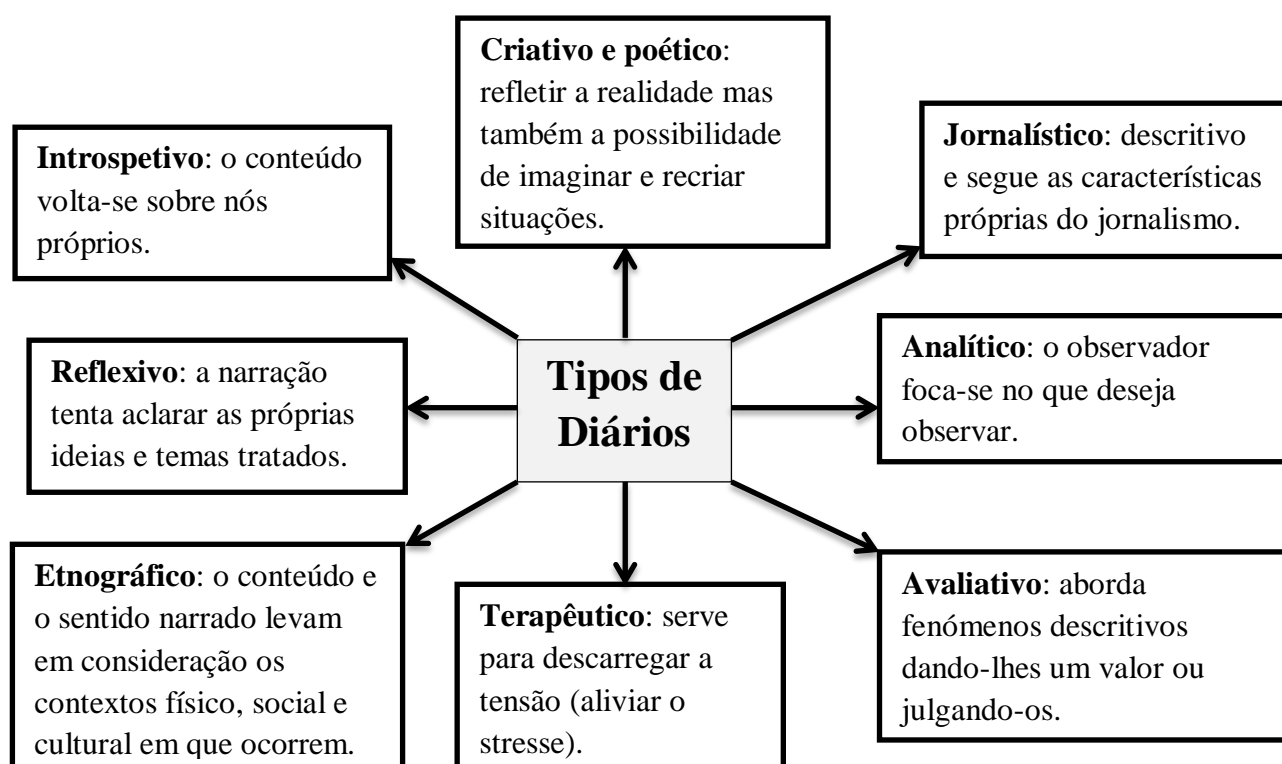 Criativo e poético:
refletir a realidade mas
também a possibilidade
de imaginar e recriar
situações.
Introspetivo: o conteúdo
volta-se sobre nós
próprios.
Jornalístico: descritivo
e segue as características
próprias do jornalismo.
Tipos de
Diários
Reflexivo: a narração
tenta aclarar as próprias
ideias e temas tratados.
Analítico: o observador
foca-se no que deseja
observar.
Etnográfico: o conteúdo e
o sentido narrado levam
em consideração os
contextos físico, social e
cultural em que ocorrem.
Terapêutico: serve
para descarregar a
tensão (aliviar o
stresse).
Avaliativo: aborda
fenómenos descritivos
dando-lhes um valor ou
julgando-os.